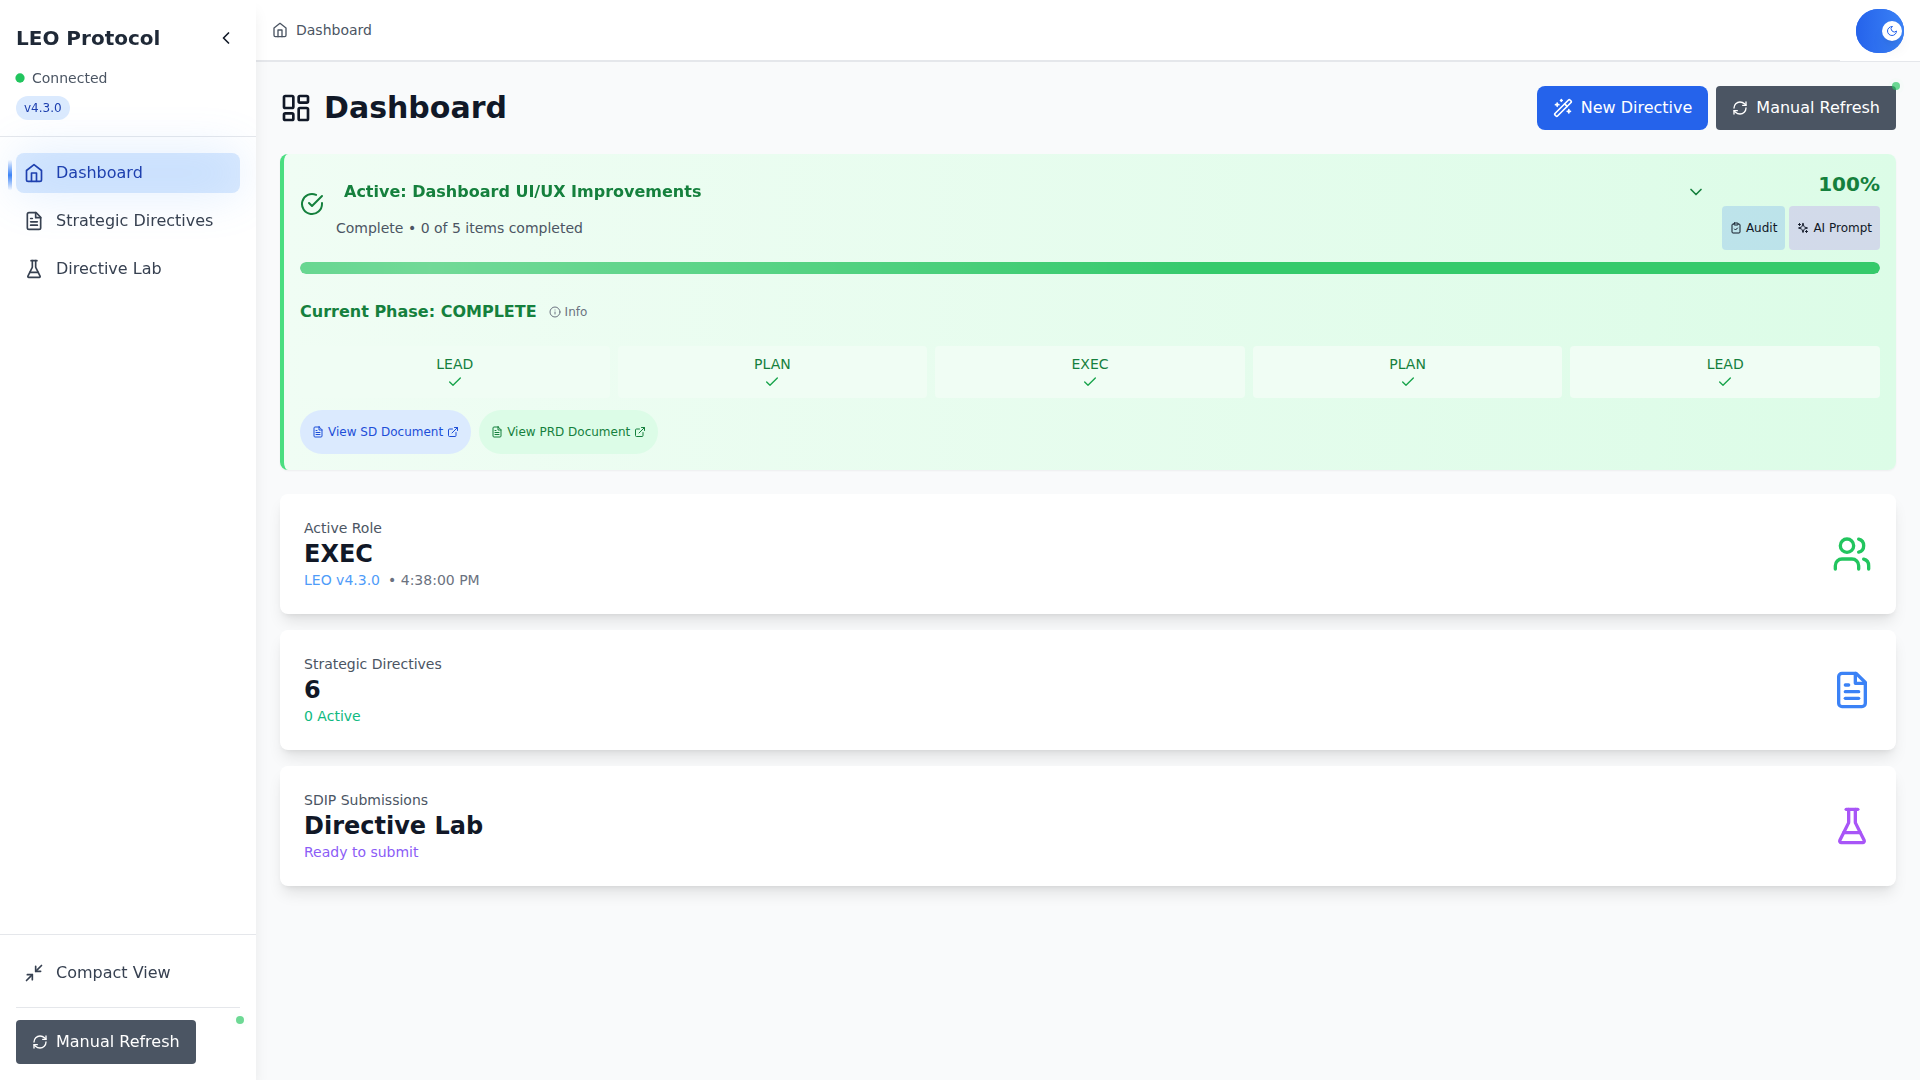 LEO Protocol
Connected
v4.3.0
Dashboard
Strategic Directives
Directive Lab
Compact View
Manual Refresh
Dashboard
Dashboard
New Directive
Manual Refresh
Active: Dashboard UI/UX Improvements
100%
Complete • 0 of 5 items completed
Audit
AI Prompt
Current Phase: COMPLETE
Info
LEAD
PLAN
EXEC
PLAN
LEAD
View SD Document
View PRD Document
Active Role
EXEC
LEO v4.3.0 • 4:38:00 PM
Strategic Directives
6
0 Active
SDIP Submissions
Directive Lab
Ready to submit